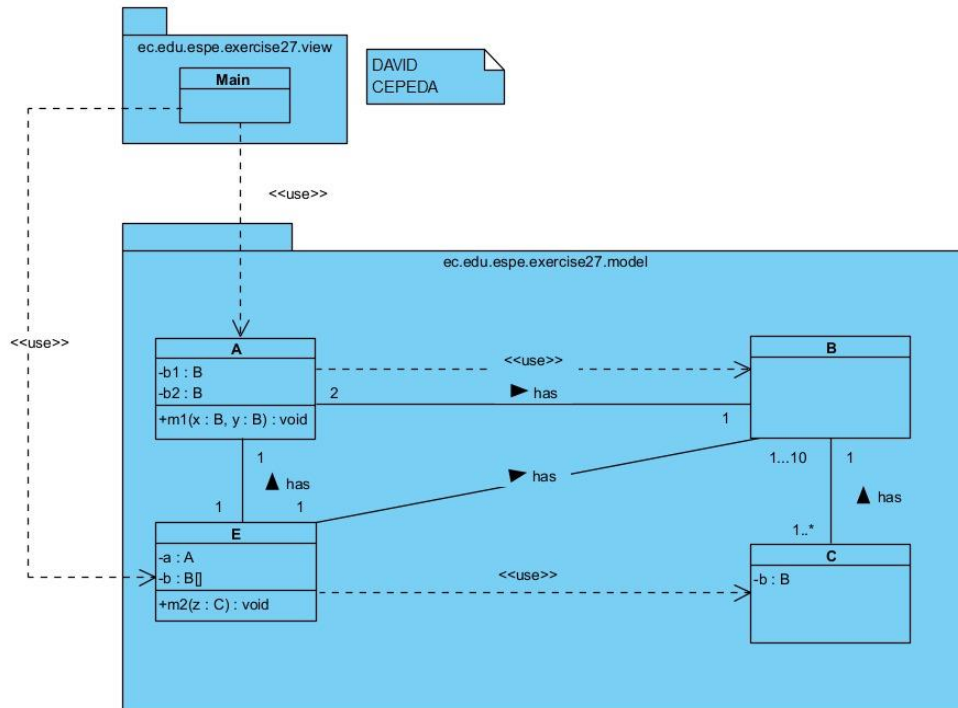 ec.edu.espe.exercise27.view
Main
DAVID
CEPEDA
<<use>>
<<use>>
ec.edu.espe.exercise27.model
A
-b1 : B
-b2 : B
+m1(x : B, y : B) : void
<<use>>
B
2
has
1
1
has
1
1
has
1...10
1
has
1..*
E
-a : A
-b : B[]
+m2(z : C) : void
<<use>>
C
-b : B